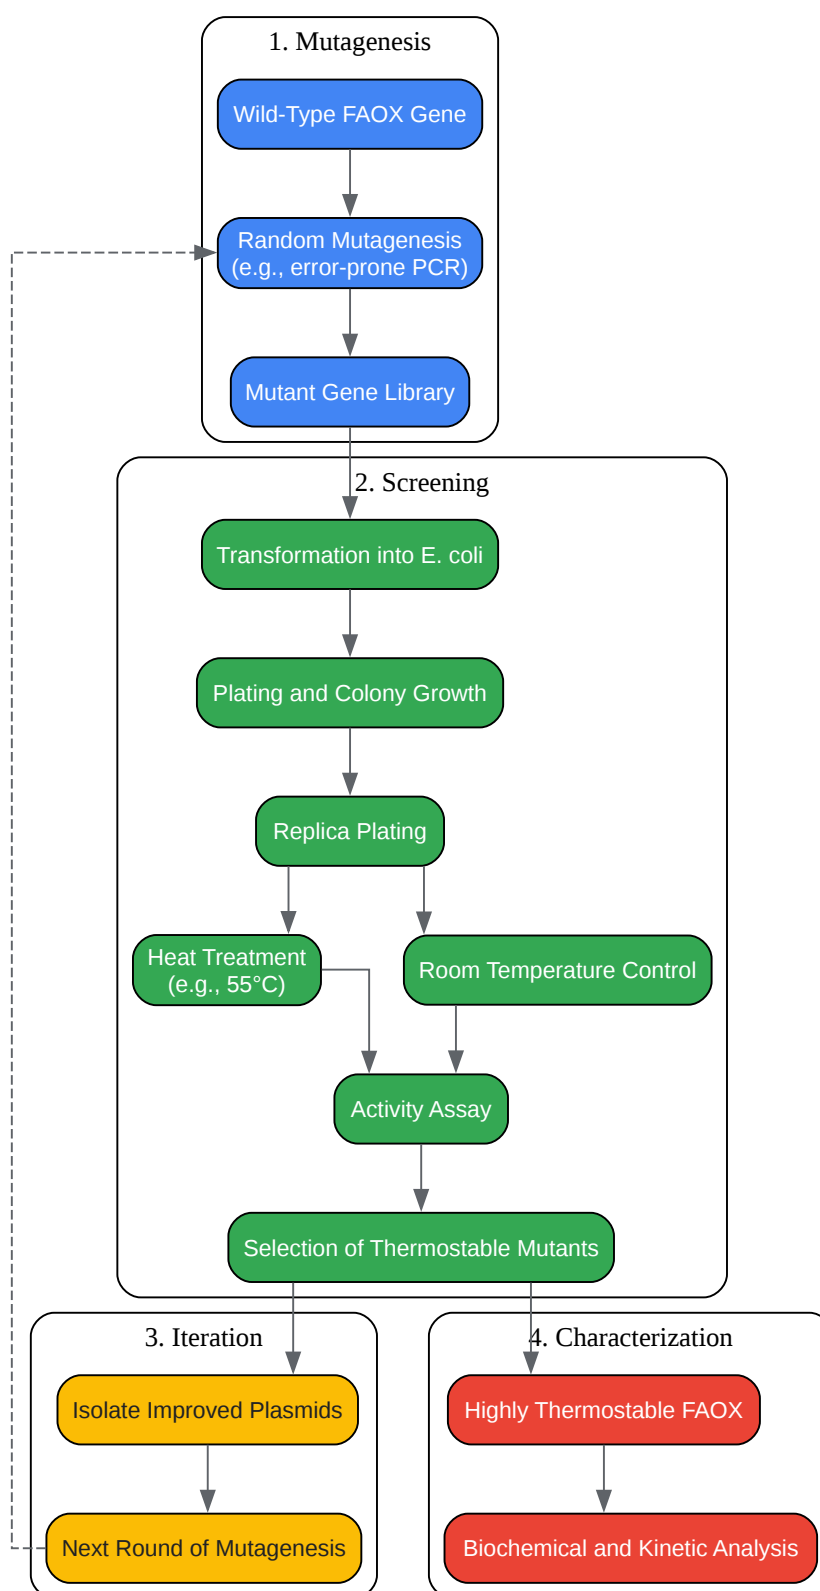 1. Mutagenesis
Wild-Type FAOX Gene
Random Mutagenesis
(e.g., error-prone PCR)
Mutant Gene Library
2. Screening
Transformation into E. coli
Plating and Colony Growth
Replica Plating
Heat Treatment
(e.g., 55°C)
Room Temperature Control
Activity Assay
Selection of Thermostable Mutants
3. Iteration
Isolate Improved Plasmids
Next Round of Mutagenesis
4. Characterization
Highly Thermostable FAOX
Biochemical and Kinetic Analysis